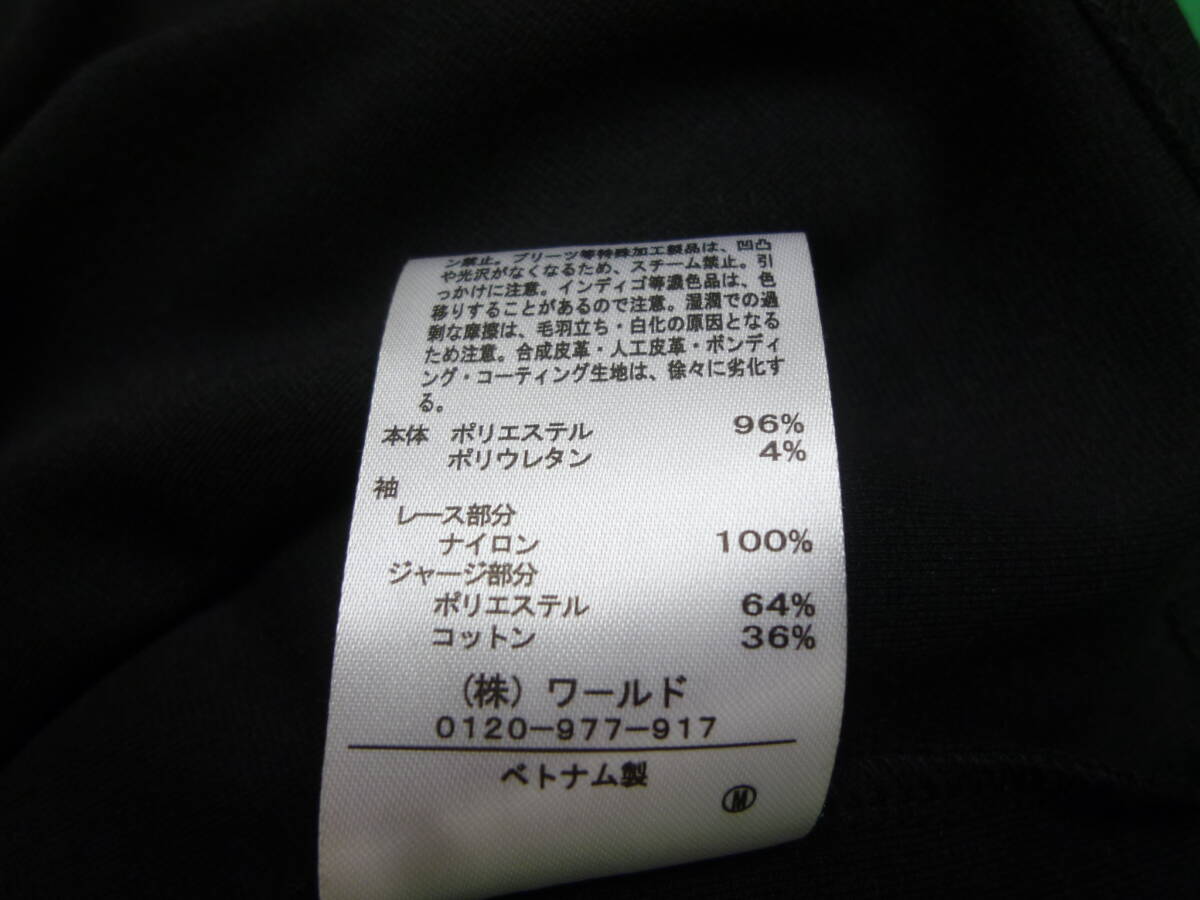 ン禁止。プリーツ等特殊加工製品は、凹凸
や光沢がなくなるため、スチーム禁止。引
っかけに注意。インディゴ等濃色品は、色
移りすることがあるので注意。湿潤での過
剰な摩擦は、毛羽立ち・白化の原因となる
ため注意。合成皮革・人工皮革・ボンディ
ング・コーティング生地は、徐々に劣化す
る。
本体 ポリエステル 96%
ポリウレタン 4%
袖
レース部分
ナイロン 100%
ジャージ部分
ポリエステル 64%
コットン 36%
(株) ワールド
0120-977-917
ベトナム製
Ⓜ